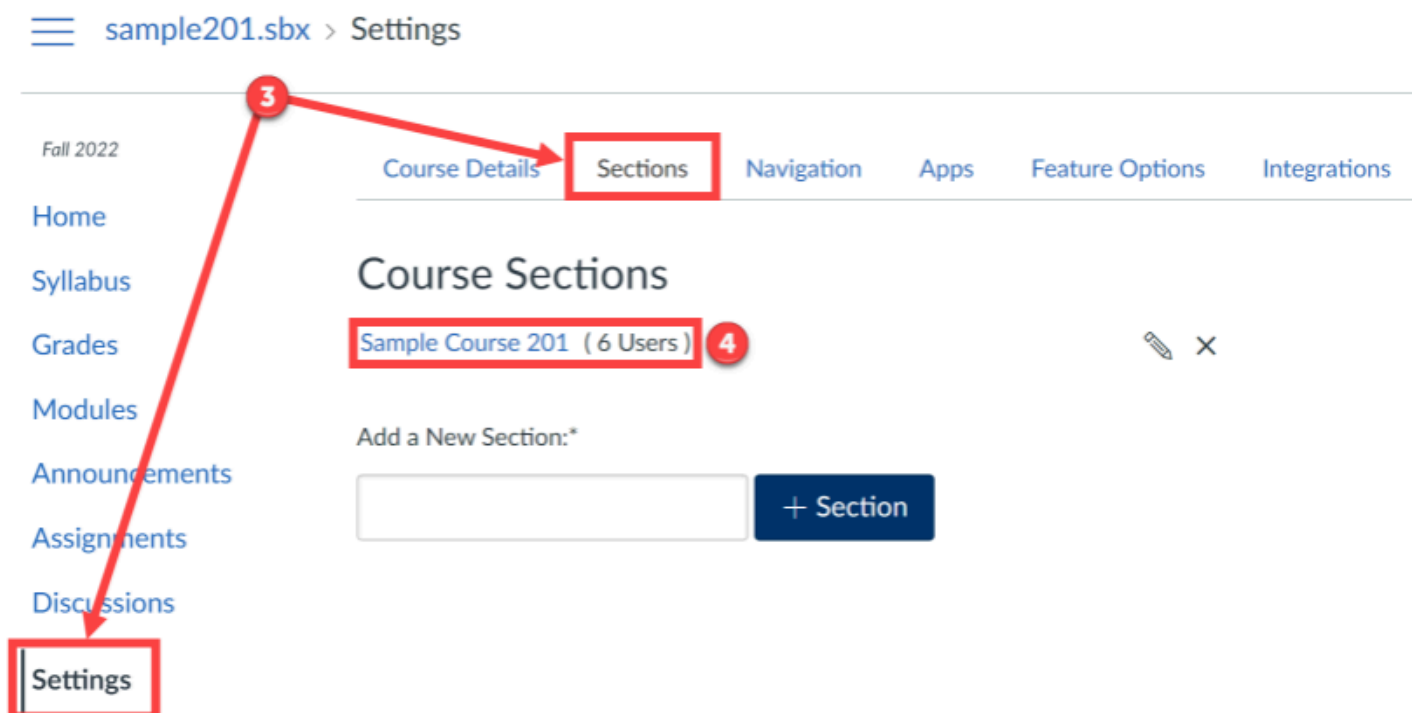 sample201.sbx > Settings
3
Fall 2022
Course Details Sections Navigation Apps Feature Options Integrations
Home
Syllabus
Grades
Modules
Announcements
Assignments
Discussions
Settings
Course Sections
Sample Course 201 ( 6 Users ) 4
Add a New Section:*
+ Section